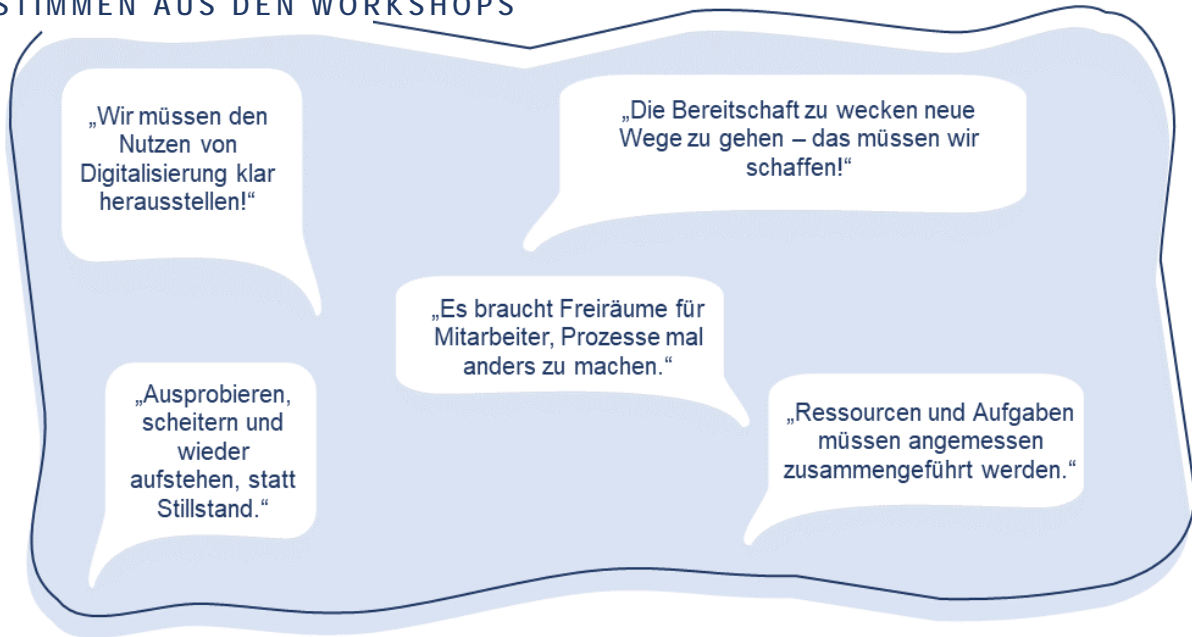 STIMMEN AUS DEN WORKSHOPS
„Wir müssen den
Nutzen von
Digitalisierung klar
herausstellen!“
„Die Bereitschaft zu wecken neue
Wege zu gehen – das müssen wir
schaffen!“
„Es braucht Freiräume für
Mitarbeiter, Prozesse mal
anders zu machen.“
„Ausprobieren,
scheitern und
wieder
aufstehen, statt
Stillstand.“
„Ressourcen und Aufgaben
müssen angemessen
zusammengeführt werden.“